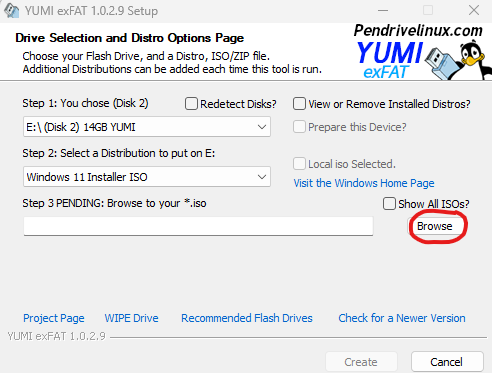 YUMI exFAT 1.0.2.9 Setup
Drive Selection and Distro Options Page
Choose your Flash Drive, and a Distro, ISO/ZIP file.
Additional Distributions can be added each time this tool is run.
Pendrivelinux.com
YUMI
exFAT
Step 1: You chose (Disk 2)
Redetect Disks?
View or Remove Installed Distros?
E:\ (Disk 2) 14GB YUMI
Prepare this Device?
Step 2: Select a Distribution to put on E:
Local iso Selected.
Windows 11 Installer ISO
Visit the Windows Home Page
Step 3 PENDING: Browse to your *.iso
Show All ISOs?
Browse
Project Page
WIPE Drive
Recommended Flash Drives
Check for a Newer Version
YUMI exFAT 1.0.2.9
Create
Cancel